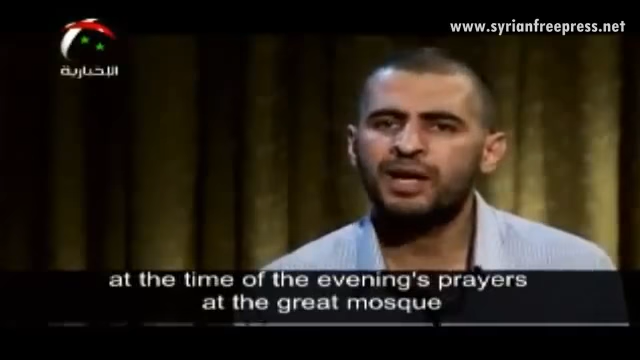 www.syrianfreepress.net
الإخبارية
at the time of the evening's prayers
at the great mosque